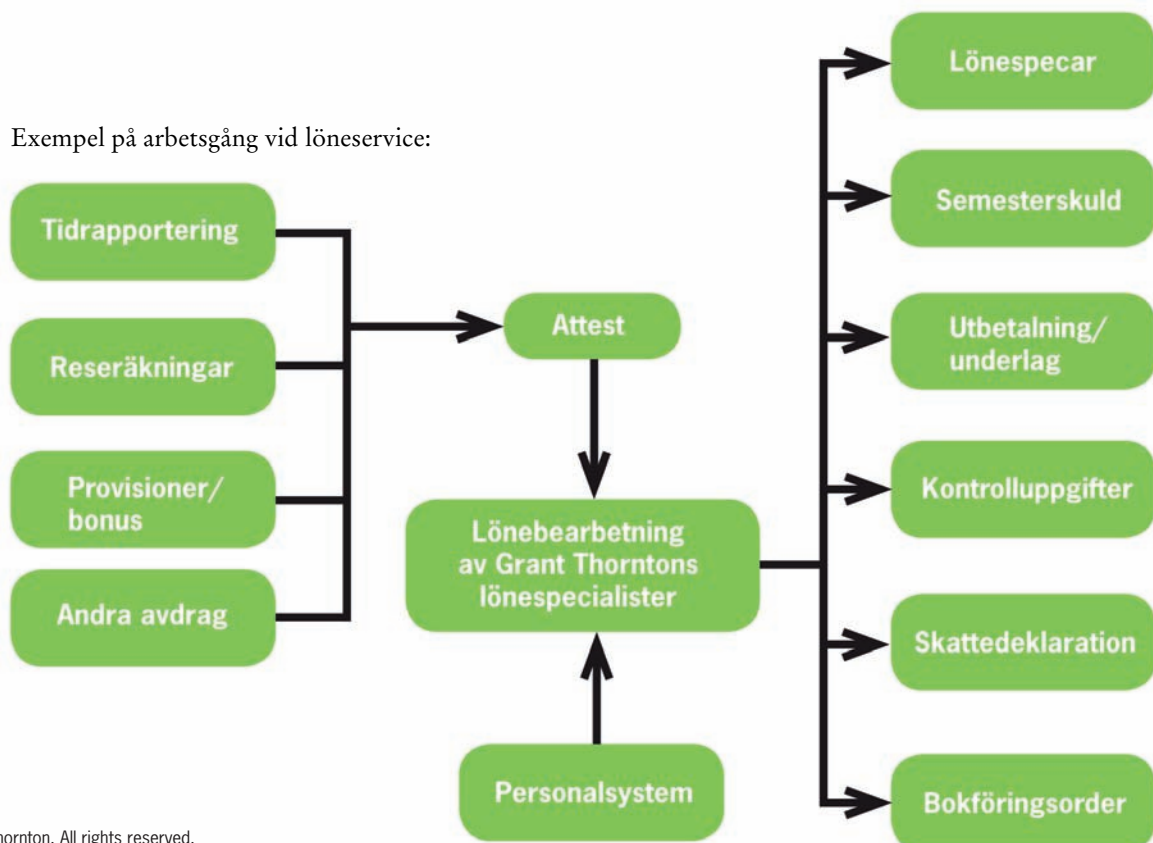 Exempel på arbetsgång vid löneservice:
Tidrapportering
Reseräkningar
Provisioner/
bonus
Andra avdrag
Attest
Lönebearbetning
av Grant Thorntons
lönespecialister
Personalsystem
Lönespecar
Semesterskuld
Utbetalning/
underlag
Kontrolluppgifter
Skattedeklaration
Bokföringsorder
hornton. All rights reserved.